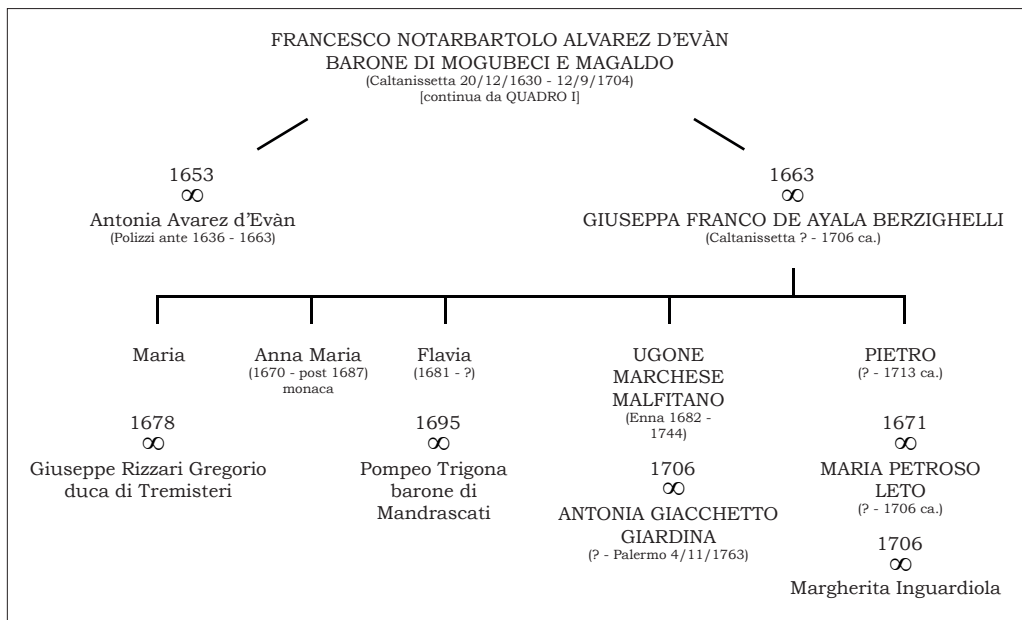 FRANCESCO NOTARBARTOLO ALVAREZ D'EVÀN
BARONE DI MOGUBECI E MAGALDO
(Caltanissetta 20/12/1630 - 12/9/1704)
[continua da QUADRO I]
1653
∞
Antonia Avarez d'Evàn
(Polizzi ante 1636 - 1663)
1663
∞
GIUSEPPA FRANCO DE AYALA BERZIGHELLI
(Caltanissetta ? - 1706 ca.)
Maria
1678
∞
Giuseppe Rizzari Gregorio
duca di Tremisteri
Anna Maria
(1670 - post 1687)
monaca
Flavia
(1681 - ?)
1695
∞
Pompeo Trigona
barone di
Mandrascati
UGONE
MARCHESE
MALFITANO
(Enna 1682 -
1744)
1706
∞
ANTONIA GIACCHETTO
GIARDINA
(? - Palermo 4/11/1763)
PIETRO
(? - 1713 ca.)
1671
∞
MARIA PETROSO
LETO
(? - 1706 ca.)
1706
∞
Margherita Inguardiola